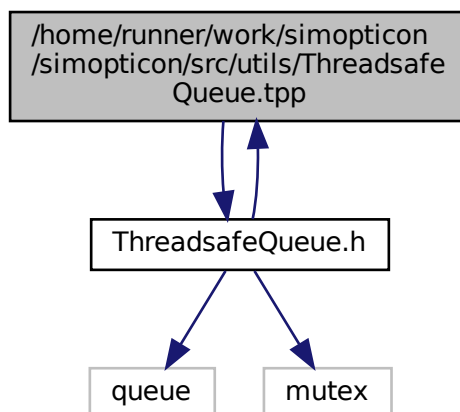 /home/runner/work/simopticon
/simopticon/src/utils/Threadsafe
Queue.tpp
ThreadsafeQueue.h
queue
mutex